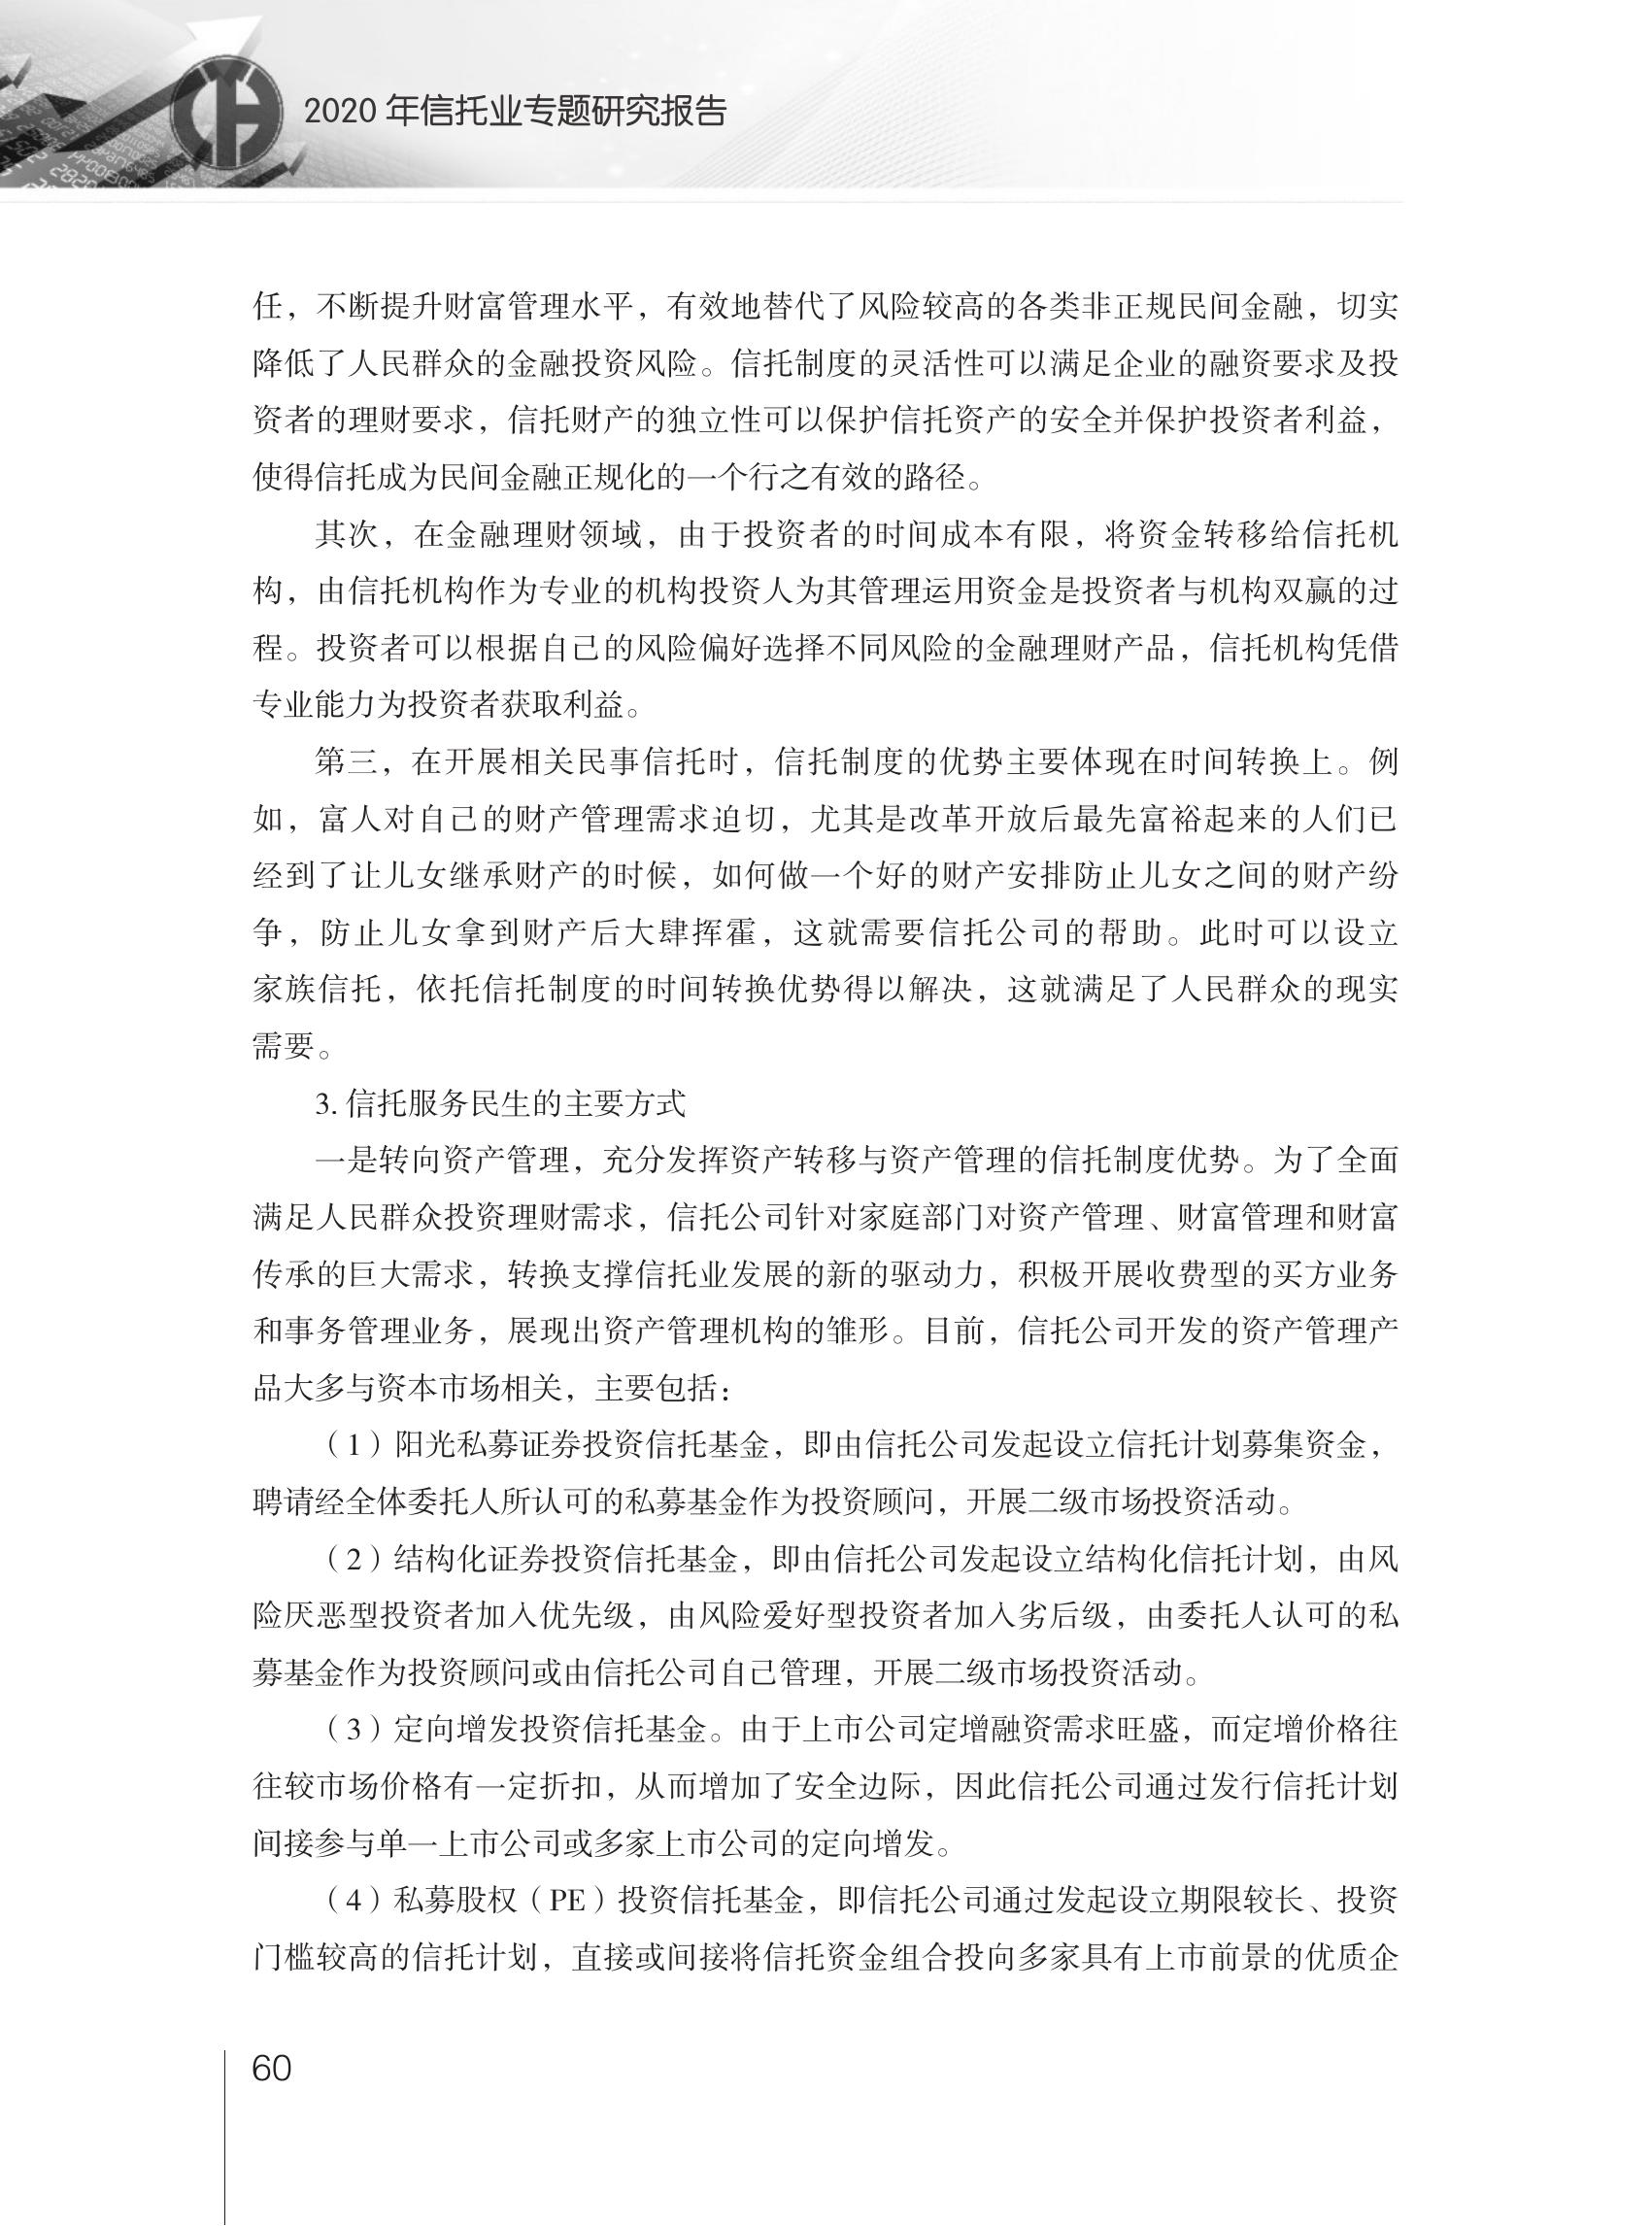 2020 年信托业专题研究报告
任，不断提升财富管理水平，有效地替代了风险较高的各类非正规民间金融，切实
降低了人民群众的金融投资风险。信托制度的灵活性可以满足企业的融资要求及投
资者的理财要求，信托财产的独立性可以保护信托资产的安全并保护投资者利益，
使得信托成为民间金融正规化的一个行之有效的路径。
其次，在金融理财领域，由于投资者的时间成本有限，将资金转移给信托机
构，由信托机构作为专业的机构投资人为其管理运用资金是投资者与机构双赢的过
程。投资者可以根据自己的风险偏好选择不同风险的金融理财产品，信托机构凭借
专业能力为投资者获取利益。
第三，在开展相关民事信托时，信托制度的优势主要体现在时间转换上。例
如，富人对自己的财产管理需求迫切，尤其是改革开放后最先富裕起来的人们已
经到了让儿女继承财产的时候，如何做一个好的财产安排防止儿女之间的财产纷
争，防止儿女拿到财产后大肆挥霍，这就需要信托公司的帮助。此时可以设立
家族信托，依托信托制度的时间转换优势得以解决，这就满足了人民群众的现实
需要。
3. 信托服务民生的主要方式
一是转向资产管理，充分发挥资产转移与资产管理的信托制度优势。为了全面
满足人民群众投资理财需求，信托公司针对家庭部门对资产管理、财富管理和财富
传承的巨大需求，转换支撑信托业发展的新的驱动力，积极开展收费型的买方业务
和事务管理业务，展现出资产管理机构的雏形。目前，信托公司开发的资产管理产
品大多与资本市场相关，主要包括：
（1）阳光私募证券投资信托基金，即由信托公司发起设立信托计划募集资金，
聘请经全体委托人所认可的私募基金作为投资顾问，开展二级市场投资活动。
（2）结构化证券投资信托基金，即由信托公司发起设立结构化信托计划，由风
险厌恶型投资者加入优先级，由风险爱好型投资者加入劣后级，由委托人认可的私
募基金作为投资顾问或由信托公司自己管理，开展二级市场投资活动。
（3）定向增发投资信托基金。由于上市公司定增融资需求旺盛，而定增价格往
往较市场价格有一定折扣，从而增加了安全边际，因此信托公司通过发行信托计划
间接参与单一上市公司或多家上市公司的定向增发。
（4）私募股权（PE）投资信托基金，即信托公司通过发起设立期限较长、投资
门槛较高的信托计划，直接或间接将信托资金组合投向多家具有上市前景的优质企
60